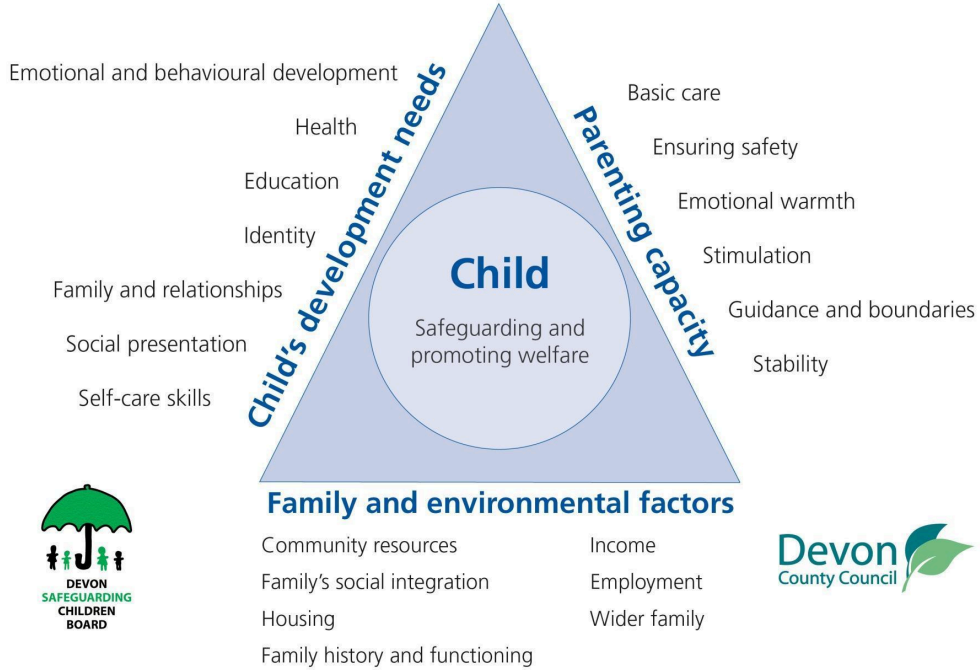 Emotional and behavioural development
Health
Education
Identity
Family and relationships
Social presentation
Self-care skills
Child's development needs
Child
Safeguarding and
promoting welfare
Parenting capacity
Basic care
Ensuring safety
Emotional warmth
Stimulation
Guidance and boundaries
Stability
Family and environmental factors
Community resources
Family's social integration
Housing
Family history and functioning
Income
Employment
Wider family
DEVON
SAFEGUARDING
CHILDREN
BOARD
Devon
County Council